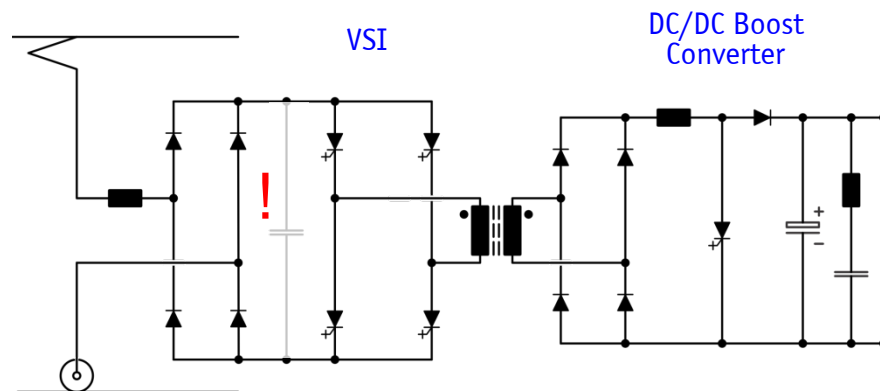 VSI
DC/DC Boost
Converter
!
+
+
+
+
+
+
−